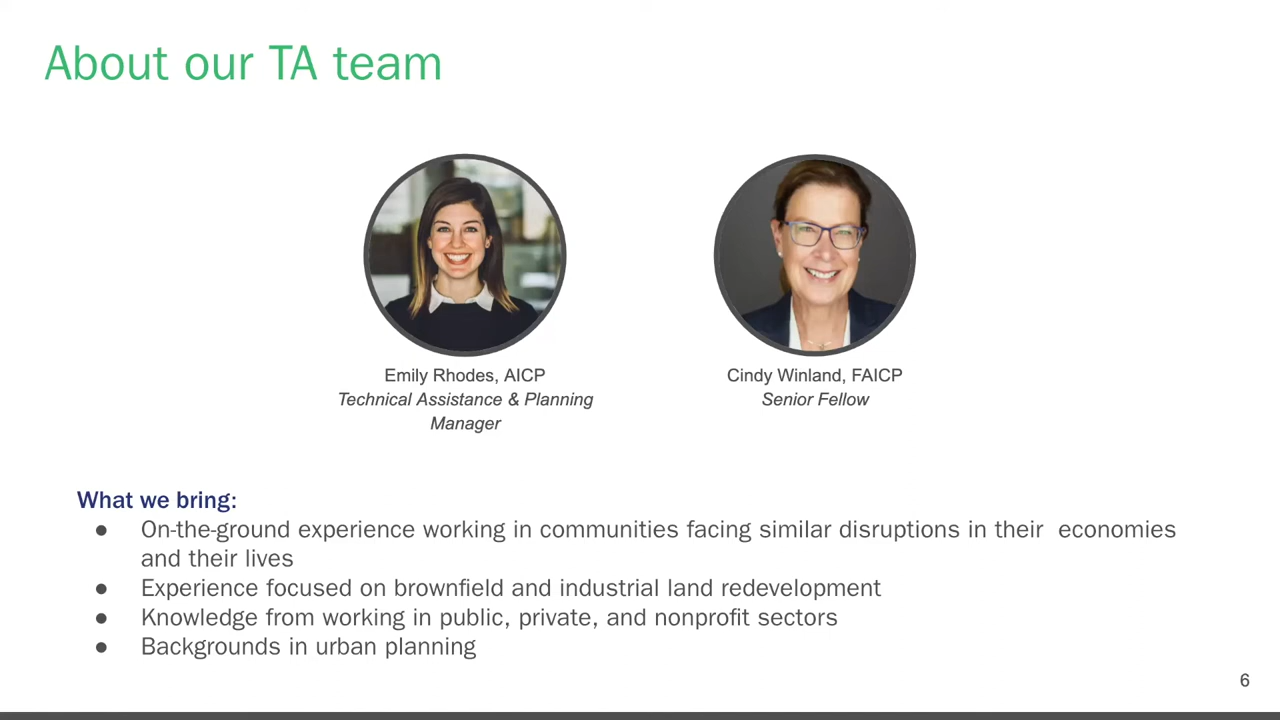 About our TA team
Emily Rhodes, AICP
Technical Assistance & Planning
Manager
Cindy Winland, FAICP
Senior Fellow
What we bring:
● On-the-ground experience working in communities facing similar disruptions in their  economies
and their lives
● Experience focused on brownfield and industrial land redevelopment
● Knowledge from working in public, private, and nonprofit sectors
● Backgrounds in urban planning
6